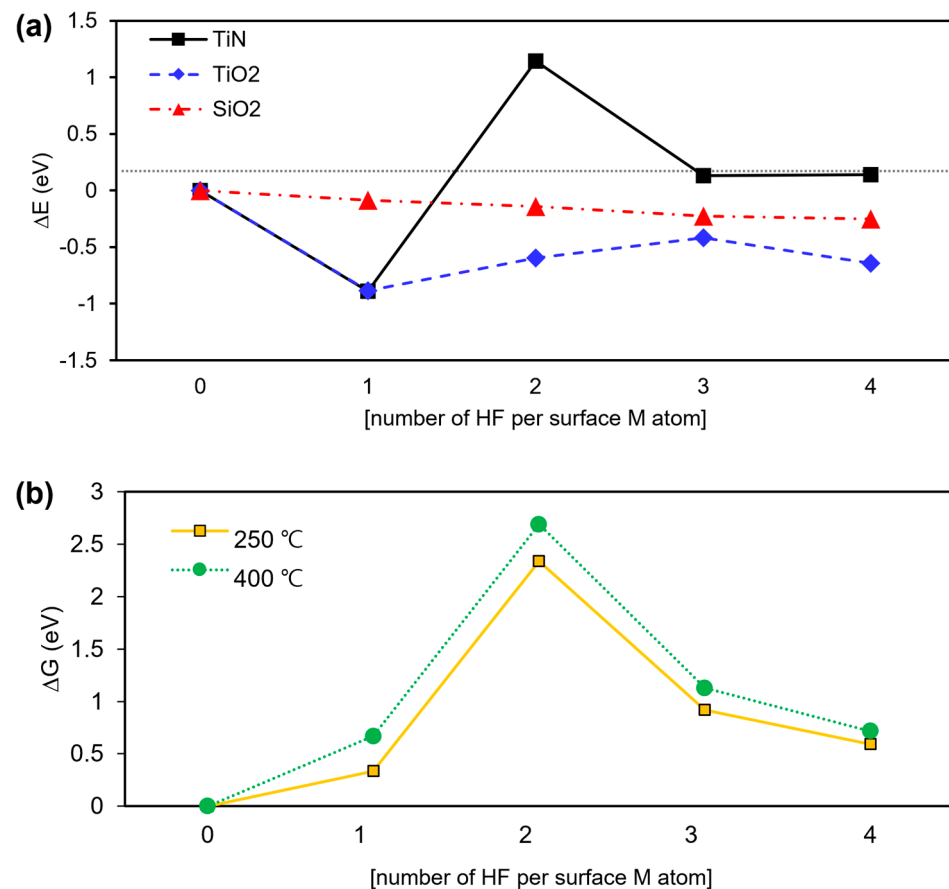 (a)
1.5
1
0.5
0
-0.5
-1
-1.5
ΔE (eV)
TiN
TiO2
SiO2
0 1 2 3 4
[number of HF per surface M atom]
(b)
3
2.5
2
1.5
1
0.5
0
ΔG (eV)
250 ℃
400 ℃
0 1 2 3 4
[number of HF per surface M atom]